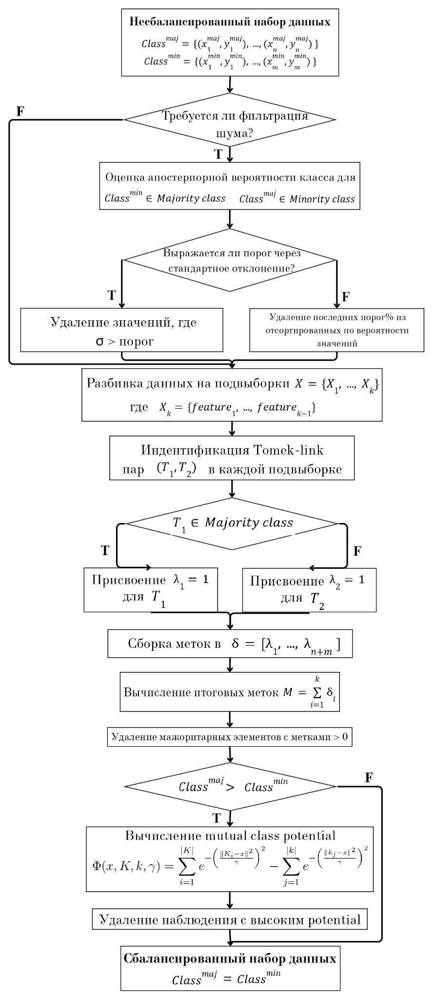 Несбалансированный набор данных
Class^maj = {(x_1^maj, y_1^maj), ..., (x_n^maj, y_n^maj) }
Class^min = {(x_1^min, y_1^min), ..., (x_m^min, y_m^min) }
F
Требуется ли фильтрация
шума?
T
Оценка апостериорной вероятности класса для
Class^min ∈ Majority class Class^maj ∈ Minority class
Выражается ли порог через
стандартное отклонение?
T
F
Удаление значений, где
σ > порог
Удаление последних порог% из
отсортированных по вероятности
значений
Разбивка данных на подвыборки X = {X_1, ..., X_k}
где X_k = {feature_1, ..., feature_{k−1}}
Индентификация Tomek-link
пар (T_1, T_2) в каждой подвыборке
T_1 ∈ Majority class
T
F
Присвоение λ_1 = 1
для T_1
Присвоение λ_2 = 1
для T_2
Сборка меток в δ = [λ_1, ..., λ_{n+m} ]
Вычисление итоговых меток M = ∑_{i=1}^{k} δ_i
Удаление мажоритарных элементов с метками > 0
Class^maj > Class^min
F
T
Вычисление mutual class potential
Φ(x, K, k, γ) = ∑_{i=1}^{|K|} e^{−(‖K_i−x‖^2/γ)^2} − ∑_{j=1}^{|k|} e^{−(‖k_j−x‖^2/γ)^2}
Удаление наблюдения с высоким potential
Сбалансированный набор данных
Class^maj = Class^min